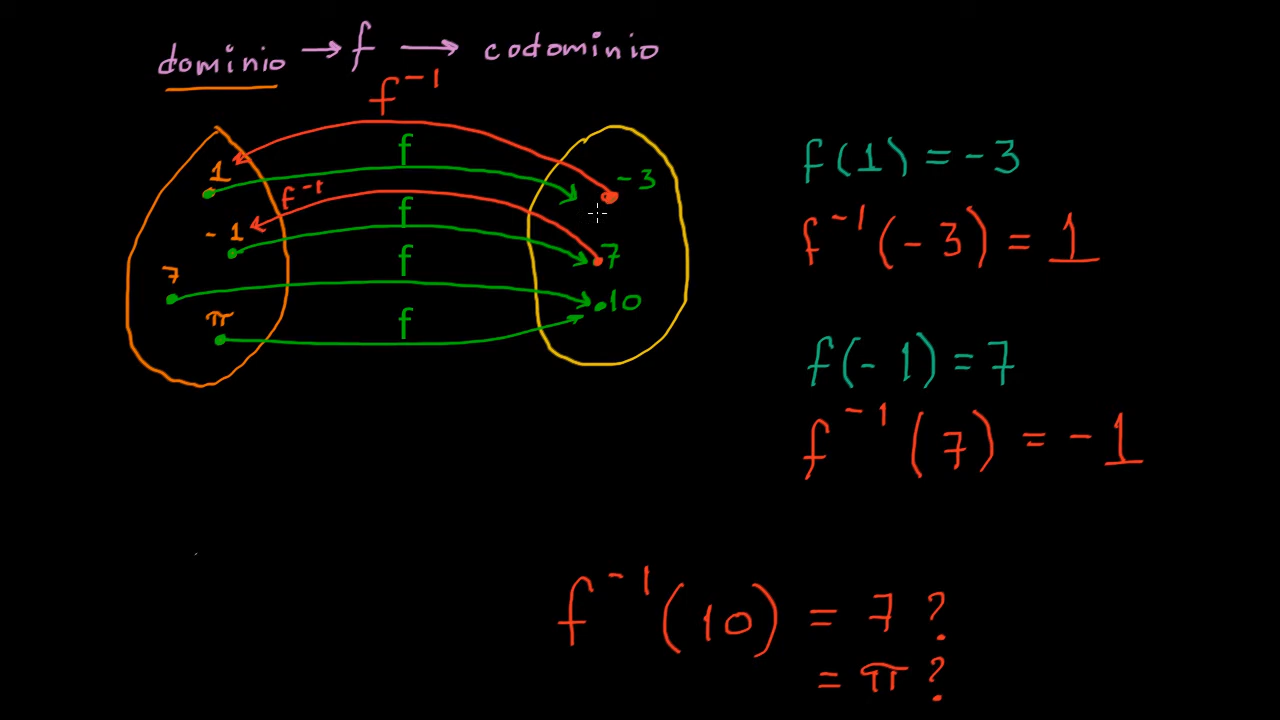 dominio → f → codominio
f⁻¹
f
1
-3
f⁻¹
f
-1
7
f
7
.10
π
f
f(1) = -3
f⁻¹(-3) = 1
f(-1) = 7
f⁻¹(7) = -1
f⁻¹(10) = 7 ?
= π ?